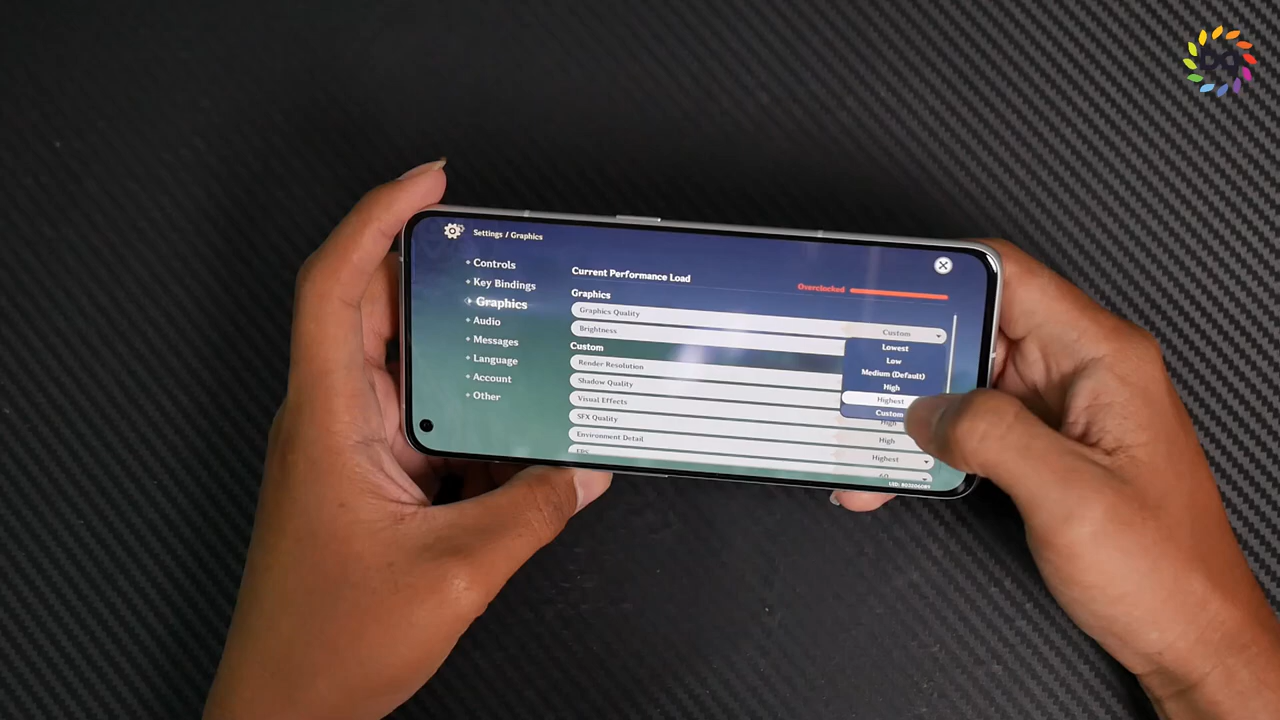 Settings / Graphics
Controls
Key Bindings
Graphics
Audio
Messages
Language
Account
Other
Current Performance Load
Overclocked
Graphics
Graphics Quality
Custom
Brightness
Lowest
Low
Medium (Default)
High
Highest
Custom
Custom
Render Resolution
Shadow Quality
Visual Effects
SFX Quality
High
Environment Detail
High
Highest
FPS
60